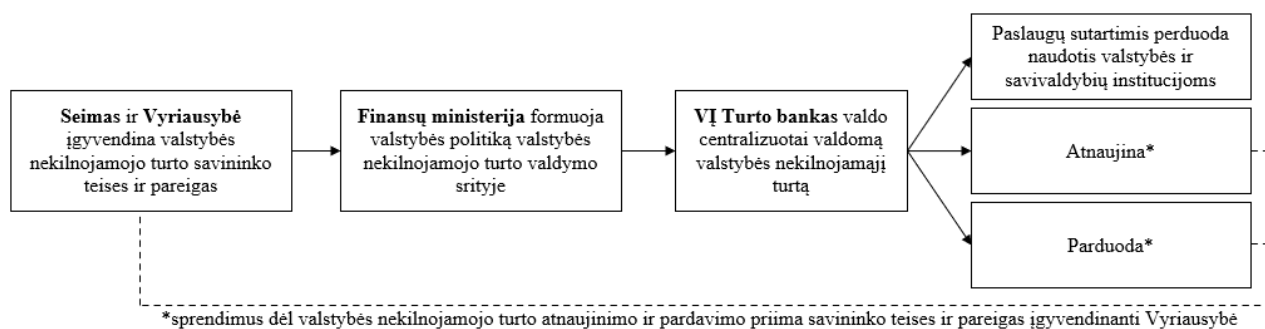 Seimas ir Vyriausybė
įgyvendina valstybės
nekilnojamojo turto savininko
teises ir pareigas
Finansų ministerija formuoja
valstybės politiką valstybės
nekilnojamojo turto valdymo
srityje
VĮ Turto bankas valdo
centralizuotai valdomą
valstybės nekilnojamąjį
turtą
Paslaugų sutartimis perduoda
naudotis valstybės ir
savivaldybių institucijoms
Atnaujina*
Parduoda*
*sprendimus dėl valstybės nekilnojamojo turto atnaujinimo ir pardavimo priima savininko teises ir pareigas įgyvendinanti Vyriausybė